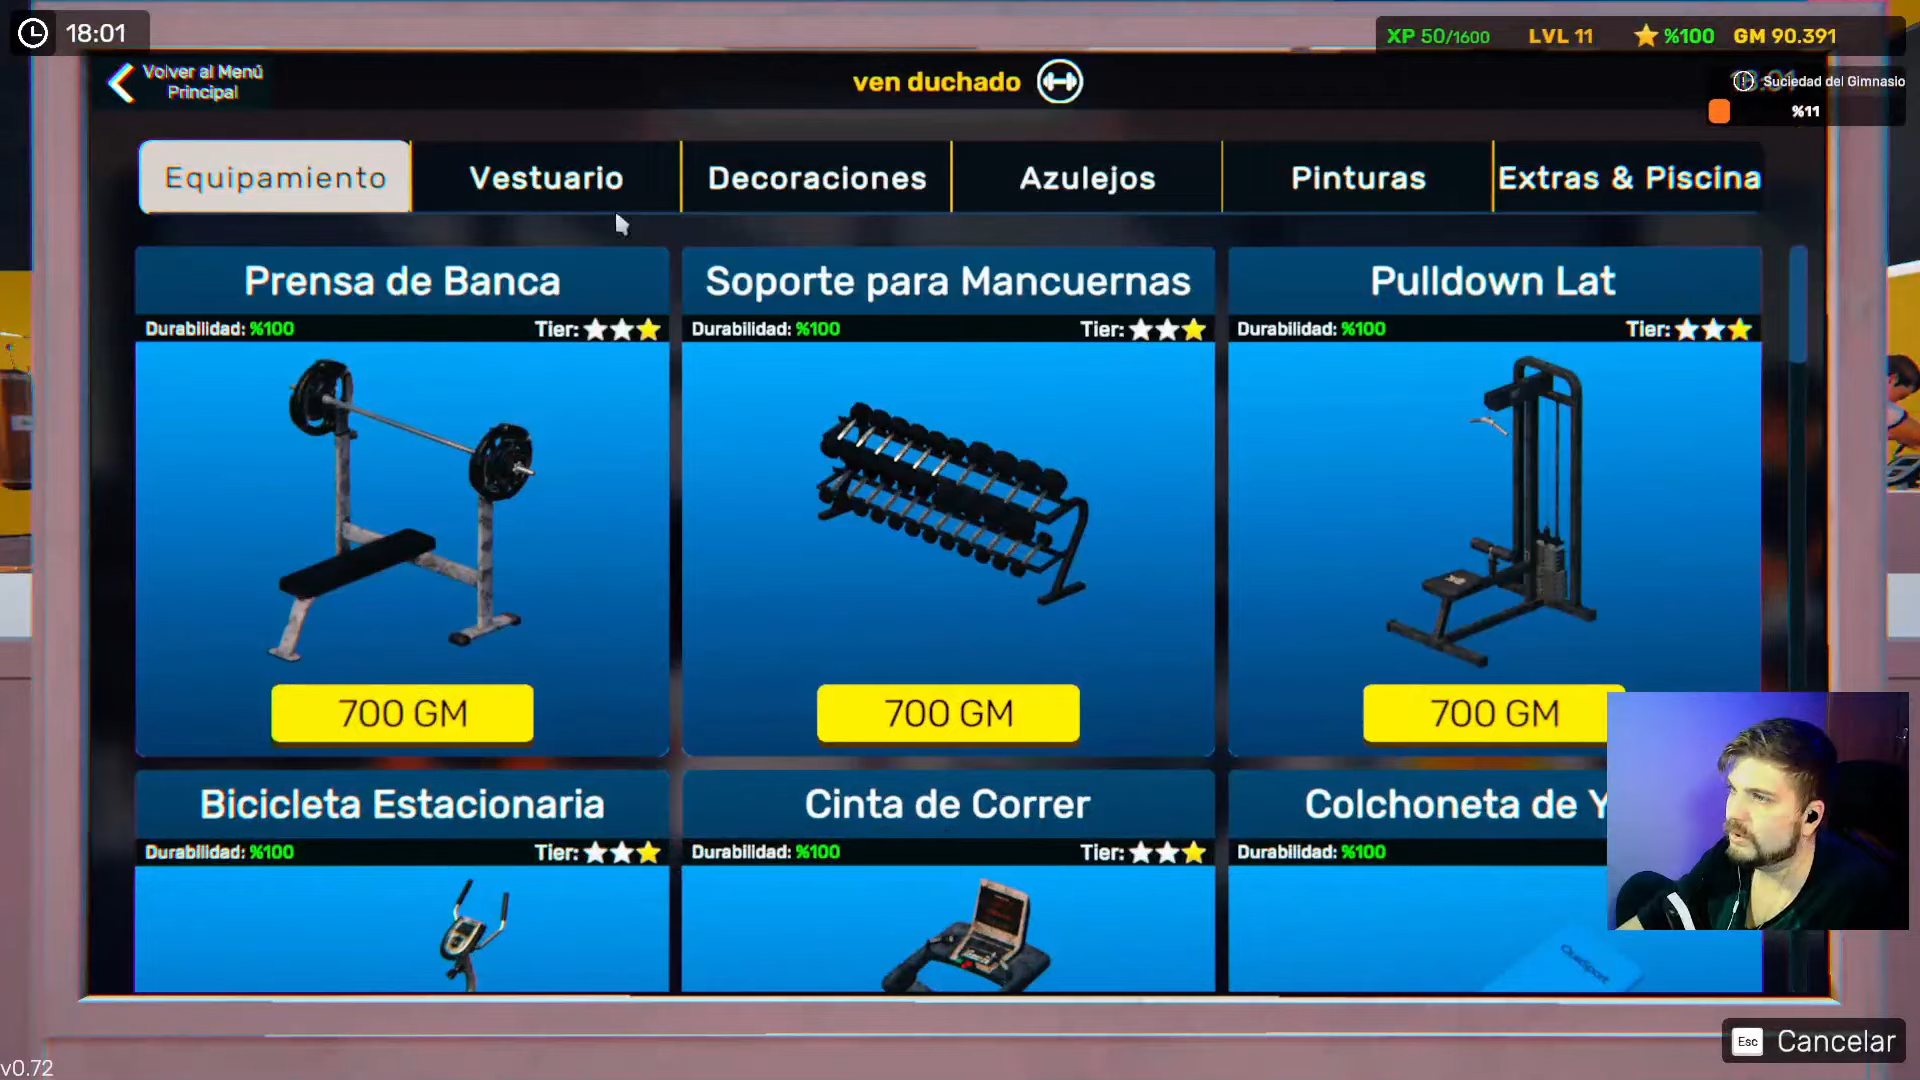 18:01
XP 50/1600 LVL 11 %100 GM 90.391
Volver al Menú
Principal
ven duchado
Suciedad del Gimnasio
%11
Equipamiento Vestuario Decoraciones Azulejos Pinturas Extras & Piscina
Prensa de Banca Soporte para Mancuernas Pulldown Lat
Durabilidad: %100 Tier: Durabilidad: %100 Tier: Durabilidad: %100 Tier:
700 GM 700 GM 700 GM
Bicicleta Estacionaria Cinta de Correr Colchoneta de Y
Durabilidad: %100 Tier: Durabilidad: %100 Tier: Durabilidad: %100
Esc Cancelar
v0.72